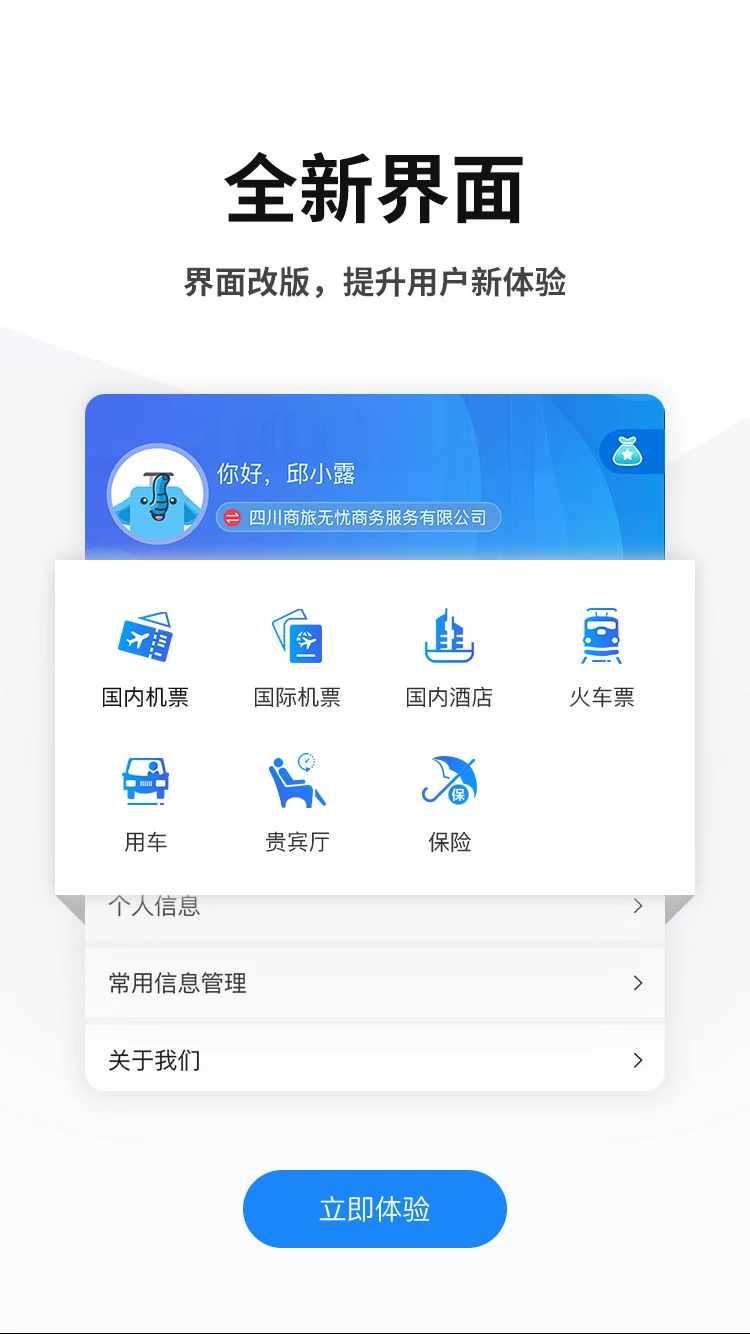 全新界面
界面改版，提升用户新体验
你好，邱小露
四川商旅无忧商务服务有限公司
国内机票 国际机票 国内酒店 火车票
用车 贵宾厅 保险
保
个人信息
常用信息管理
关于我们
立即体验